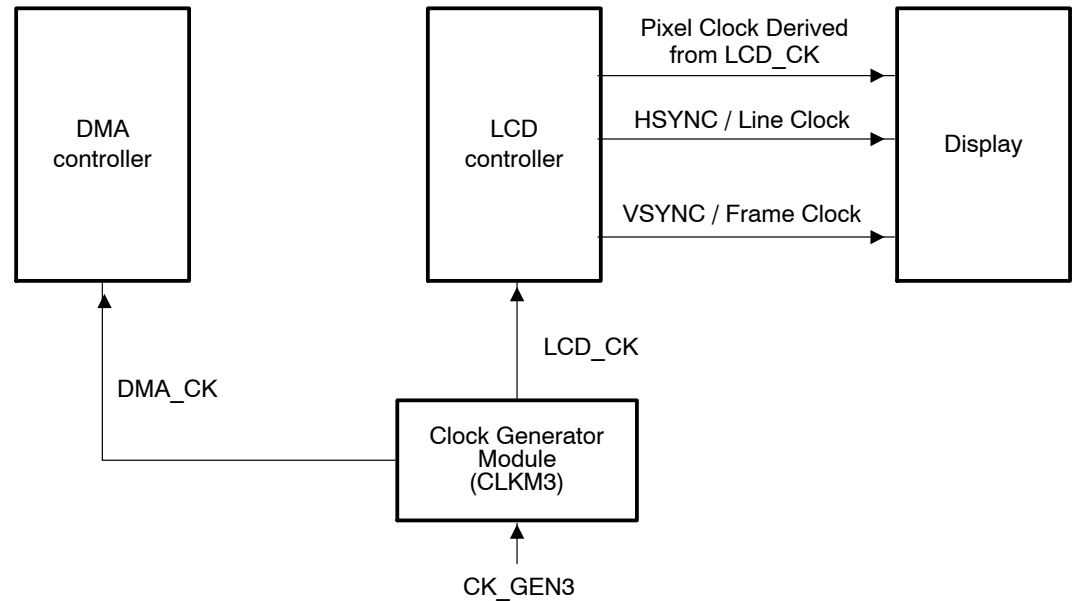 Pixel Clock Derived
from LCD_CK
DMA
controller
LCD
controller
HSYNC / Line Clock
Display
VSYNC / Frame Clock
LCD_CK
DMA_CK
Clock Generator
Module
(CLKM3)
CK_GEN3